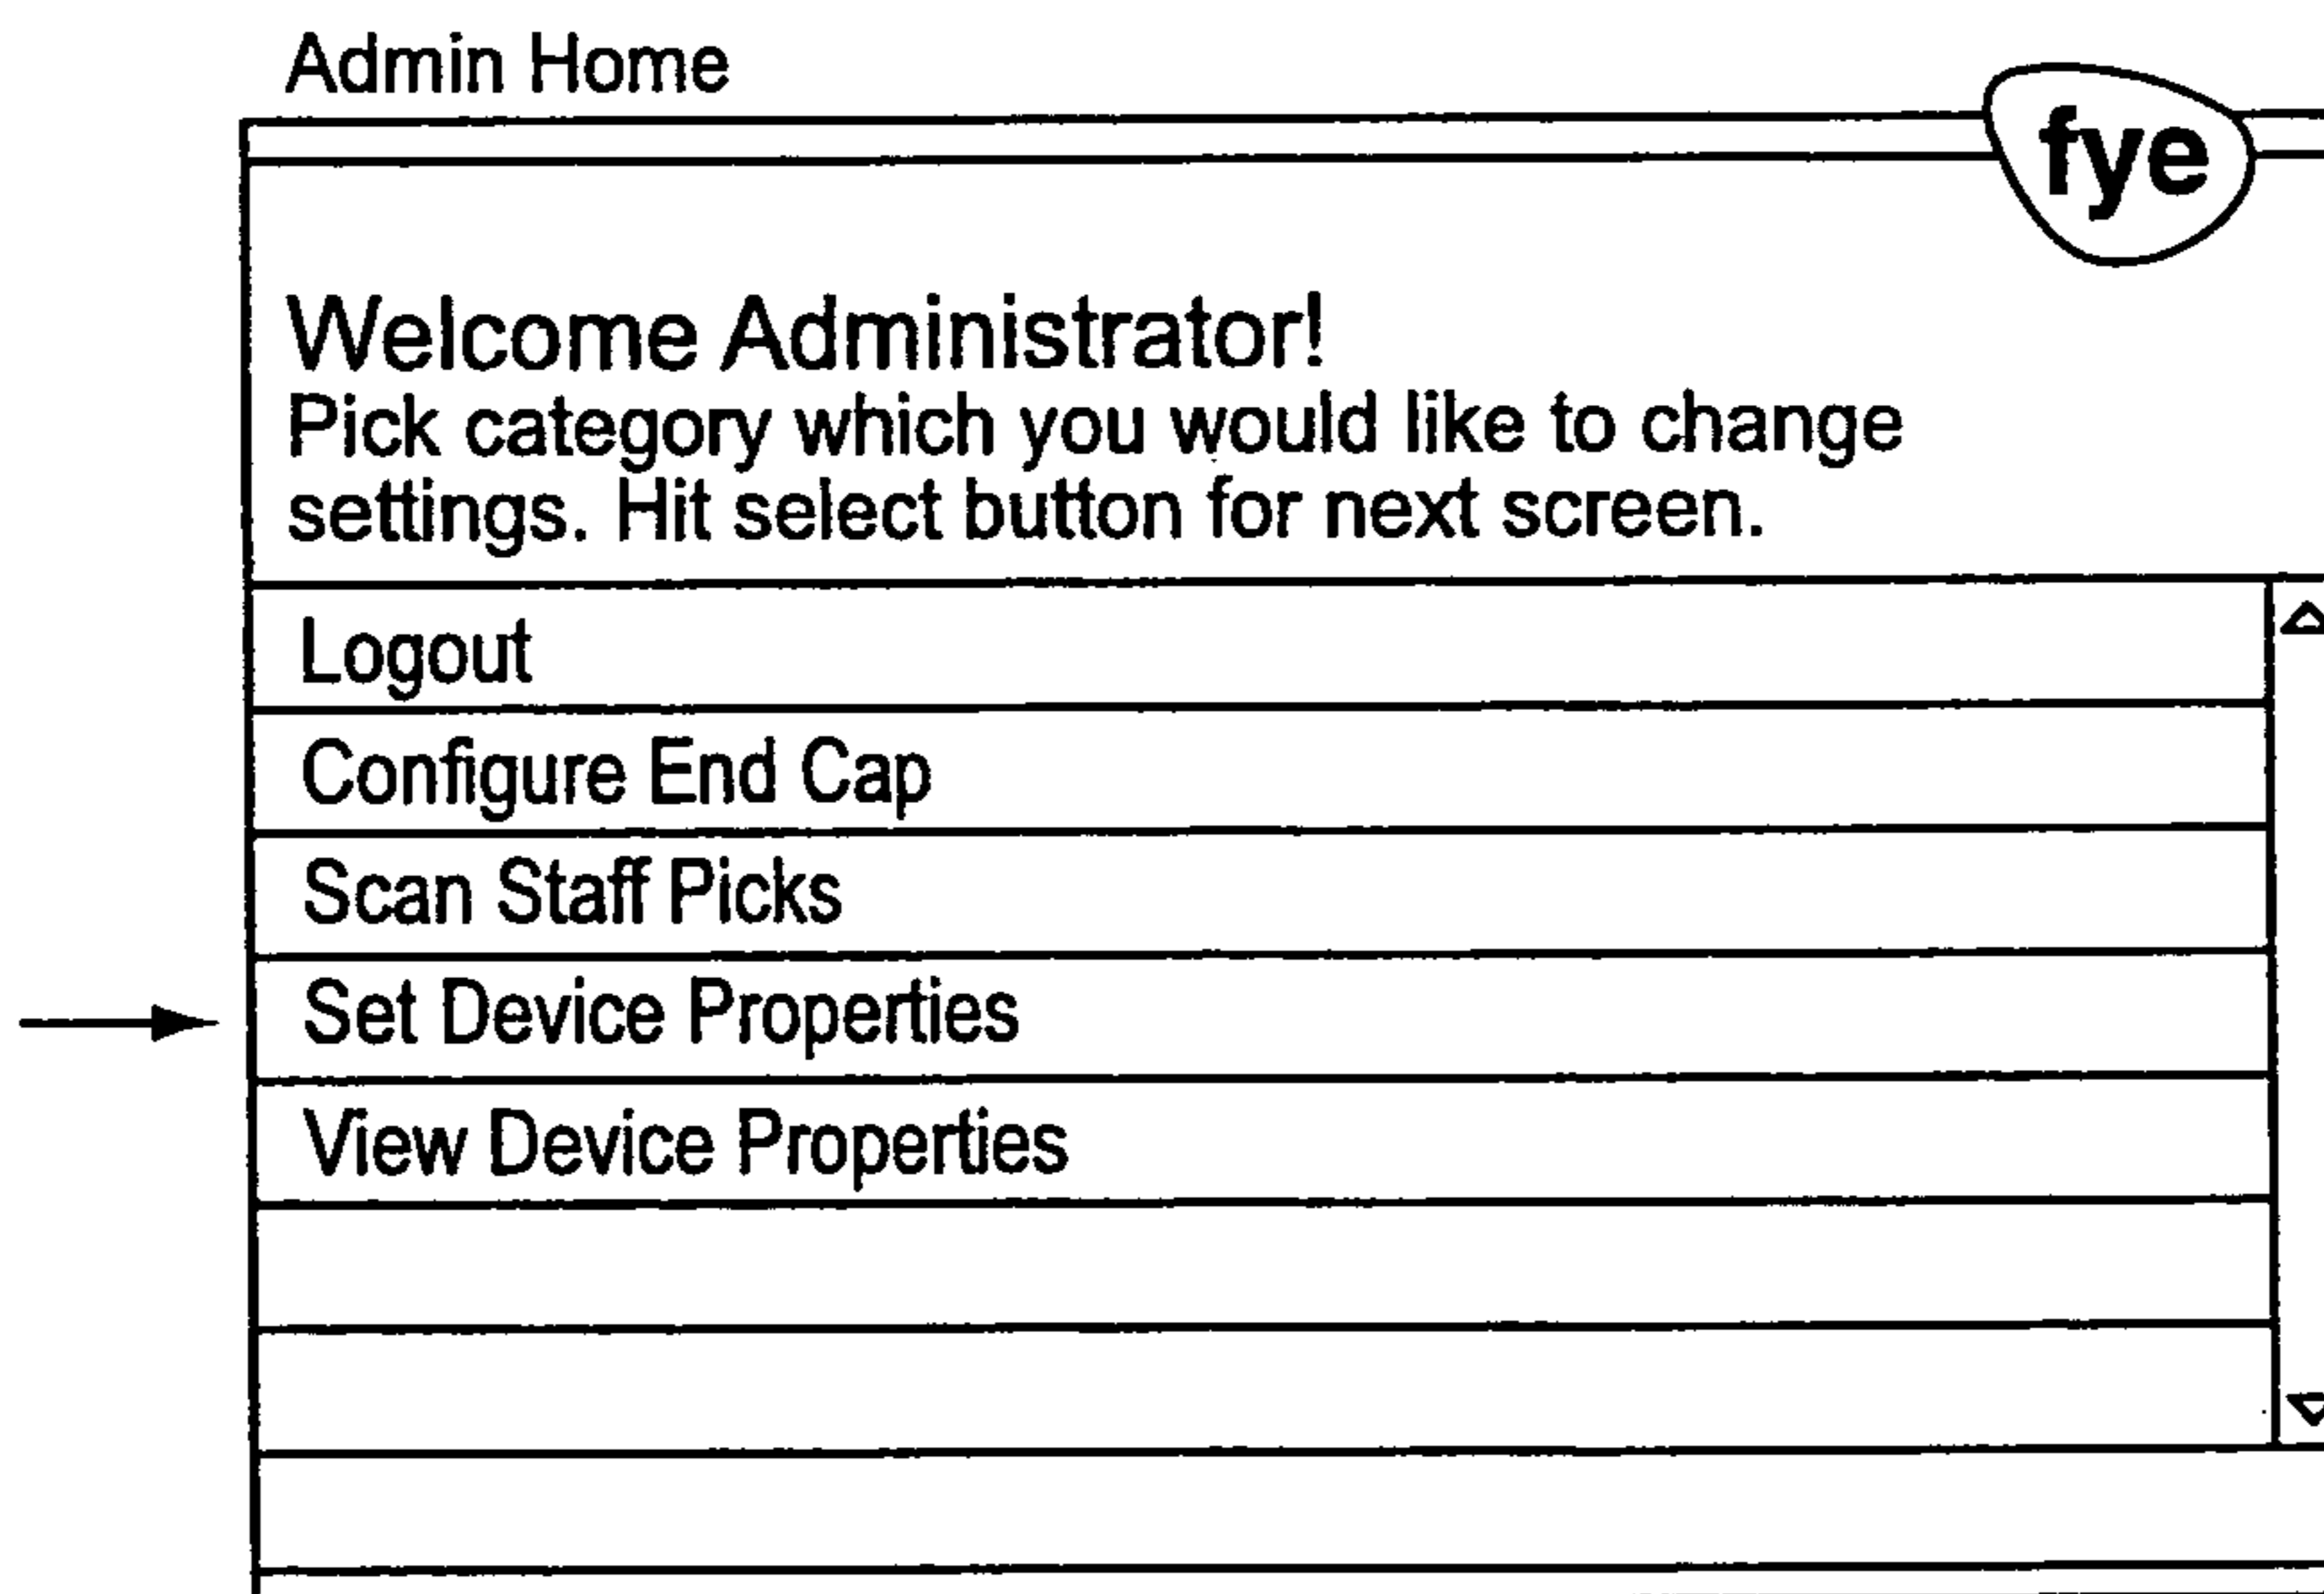 Admin Home
fye
Welcome Administrator!
Pick category which you would like to change
settings. Hit select button for next screen.
Logout
Configure End Cap
Scan Staff Picks
Set Device Properties
View Device Properties